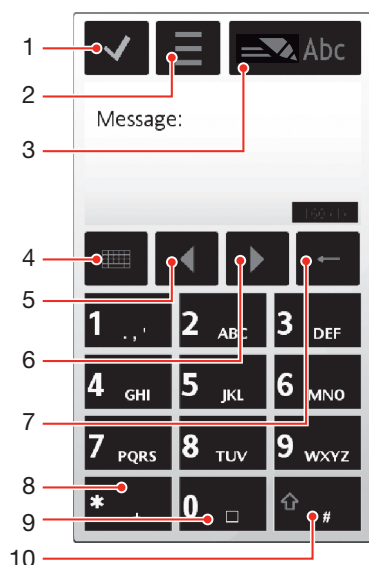 1
Abc
2
3
Message:
4
5
1 . , '
2 ABC
3 DEF
6
4 GHI
5 JKL
6 MNO
7
7 PQRS
8 TUV
9 WXYZ
8
* +
0
#
9
10